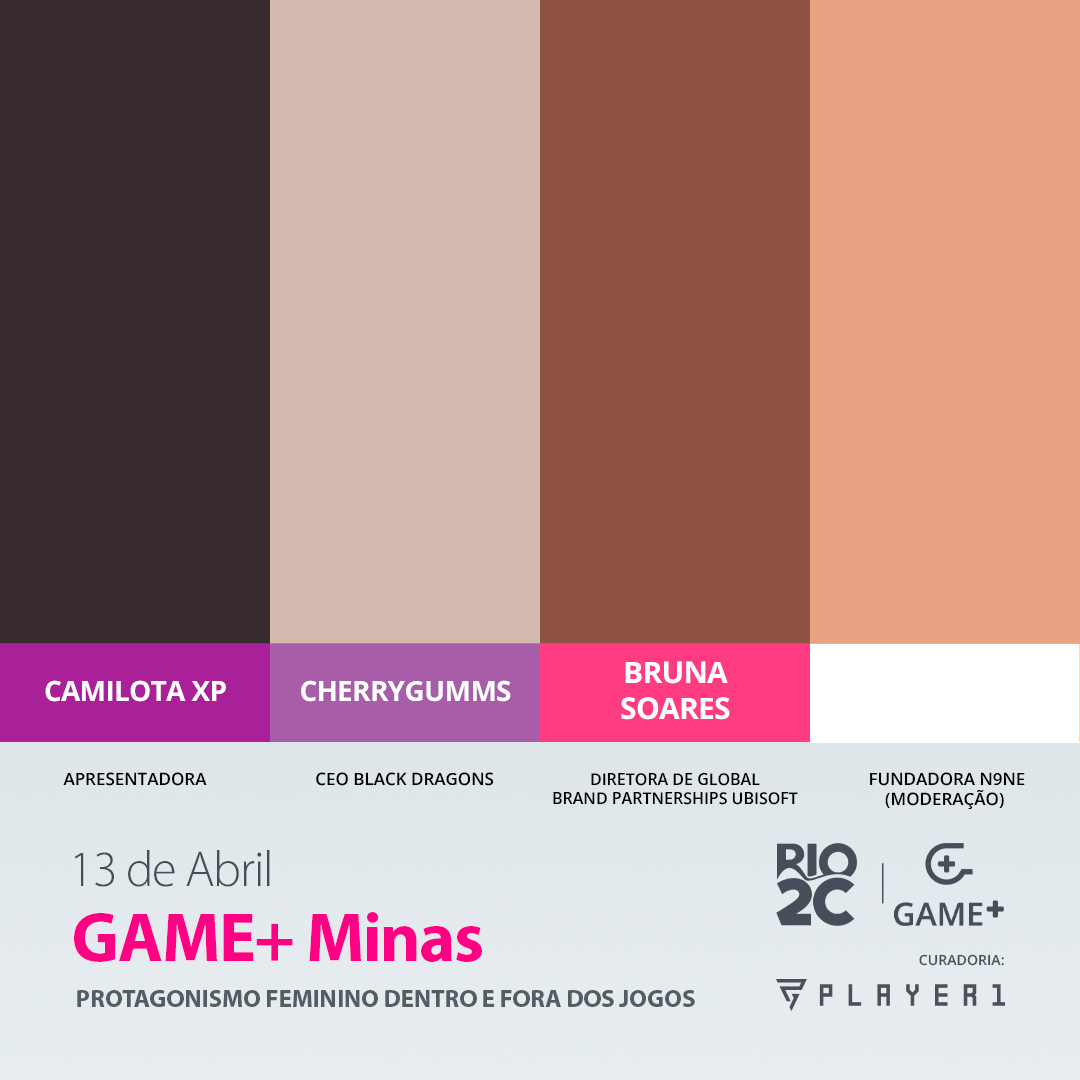 CAMILOTA XP
CHERRYGUMMS
BRUNA
SOARES
APRESENTADORA
CEO BLACK DRAGONS
DIRETORA DE GLOBAL
BRAND PARTNERSHIPS UBISOFT
FUNDADORA N9NE
(MODERAÇÃO)
13 de Abril
GAME+ Minas
PROTAGONISMO FEMININO DENTRO E FORA DOS JOGOS
RIO
2C
GAME+
CURADORIA:
PLAYER1